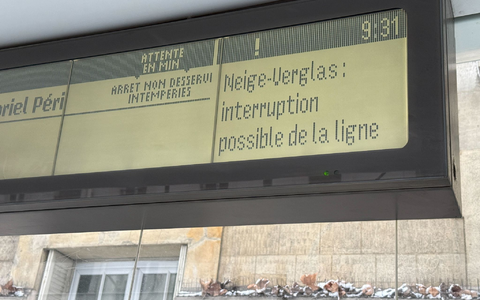 ATTENTE
EN MIN
ARRET NON DESSERVI
INTEMPERIES
riel Péri
!
9:31
Neige-Verglas :
interruption
possible de la ligne